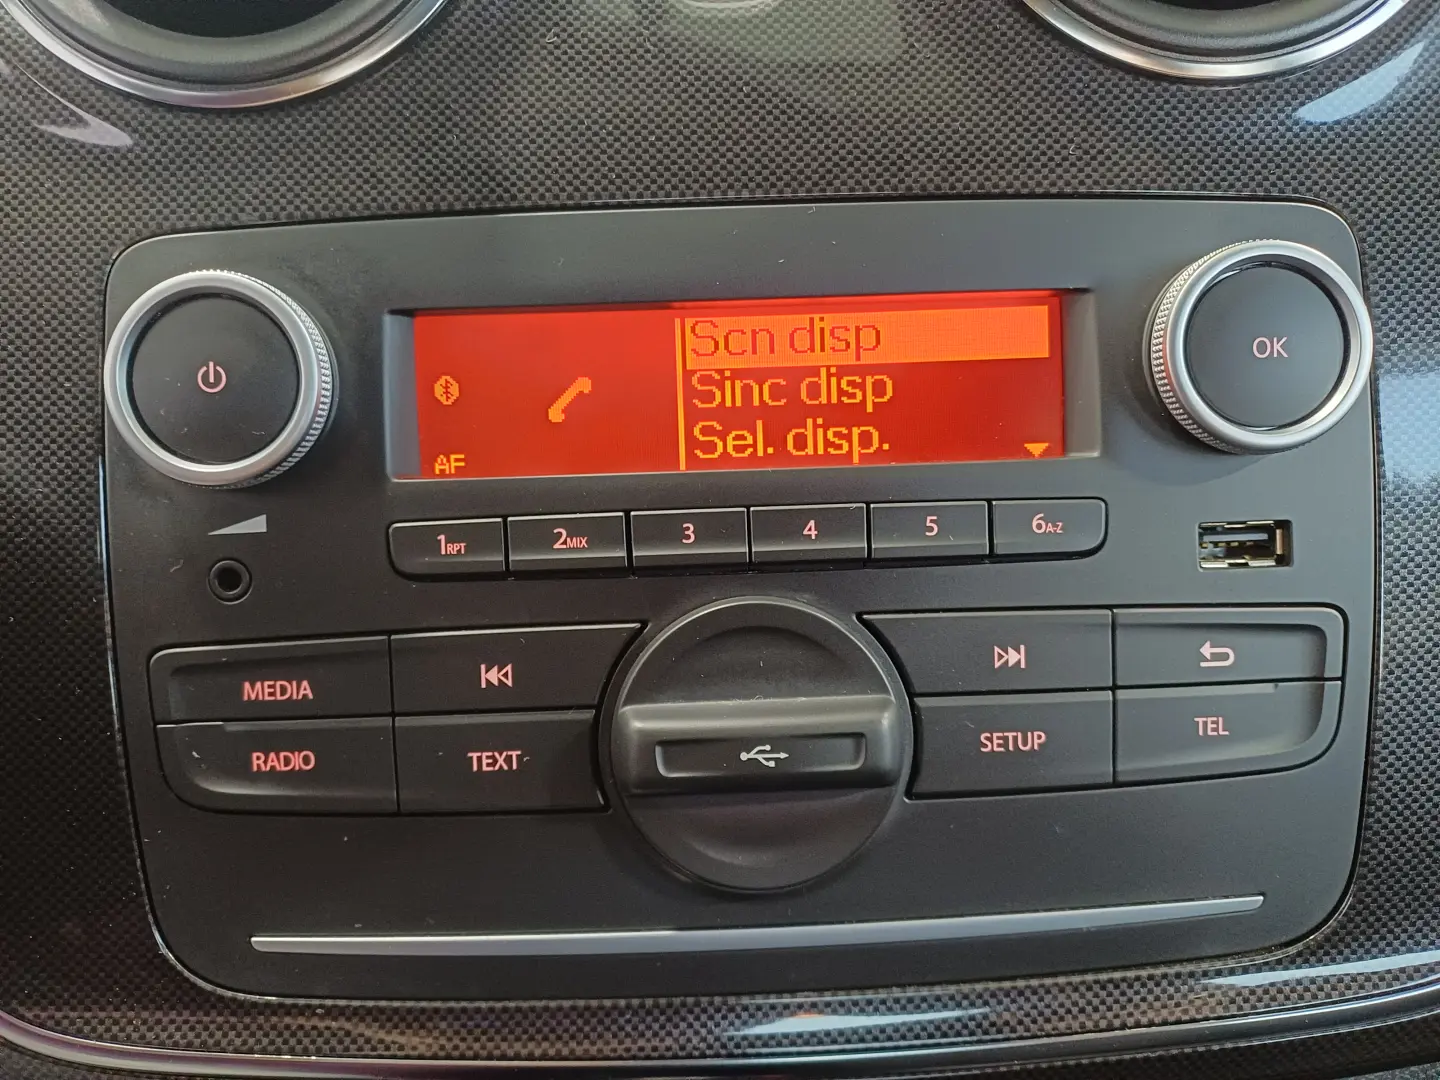 Scn disp
Sinc disp
Sel. disp.
AF
OK
1RPT
2MIX
3
4
5
6A-Z
MEDIA
RADIO
TEXT
SETUP
TEL